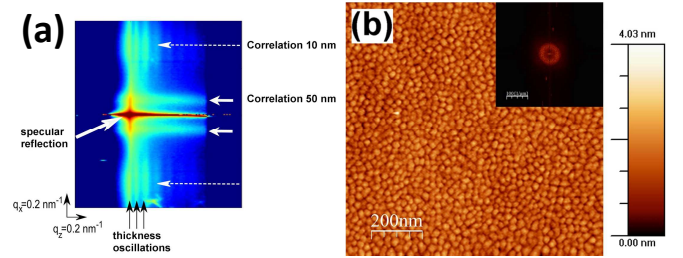 (a)
Correlation 10 nm
Correlation 50 nm
specular
reflection
qx=0.2 nm-1
qz=0.2 nm-1
thickness
oscillations
(b)
200nm
4.03 nm
0.00 nm